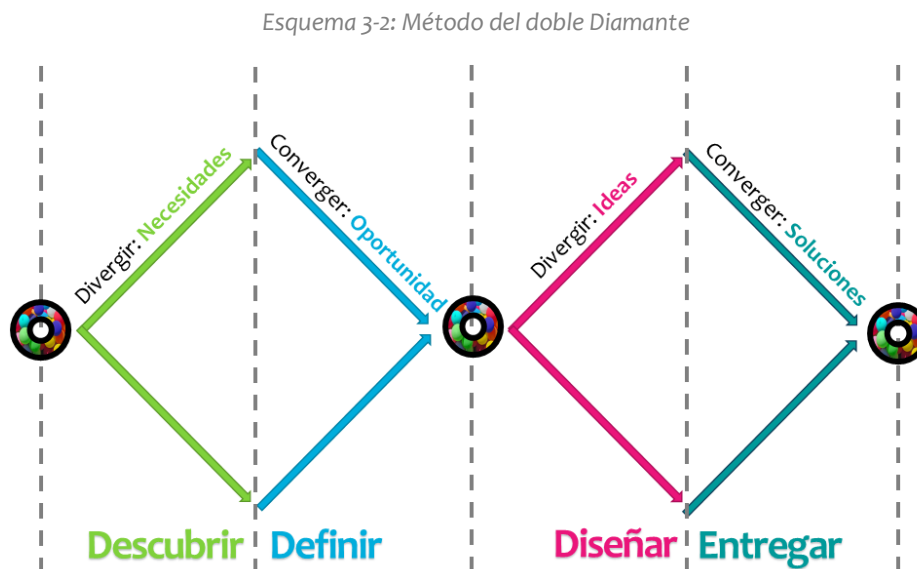 Esquema 3-2: Método del doble Diamante
Divergir: Necesidades
Converger: Oportunidad
Divergir: Ideas
Converger: Soluciones
Descubrir
Definir
Diseñar
Entregar